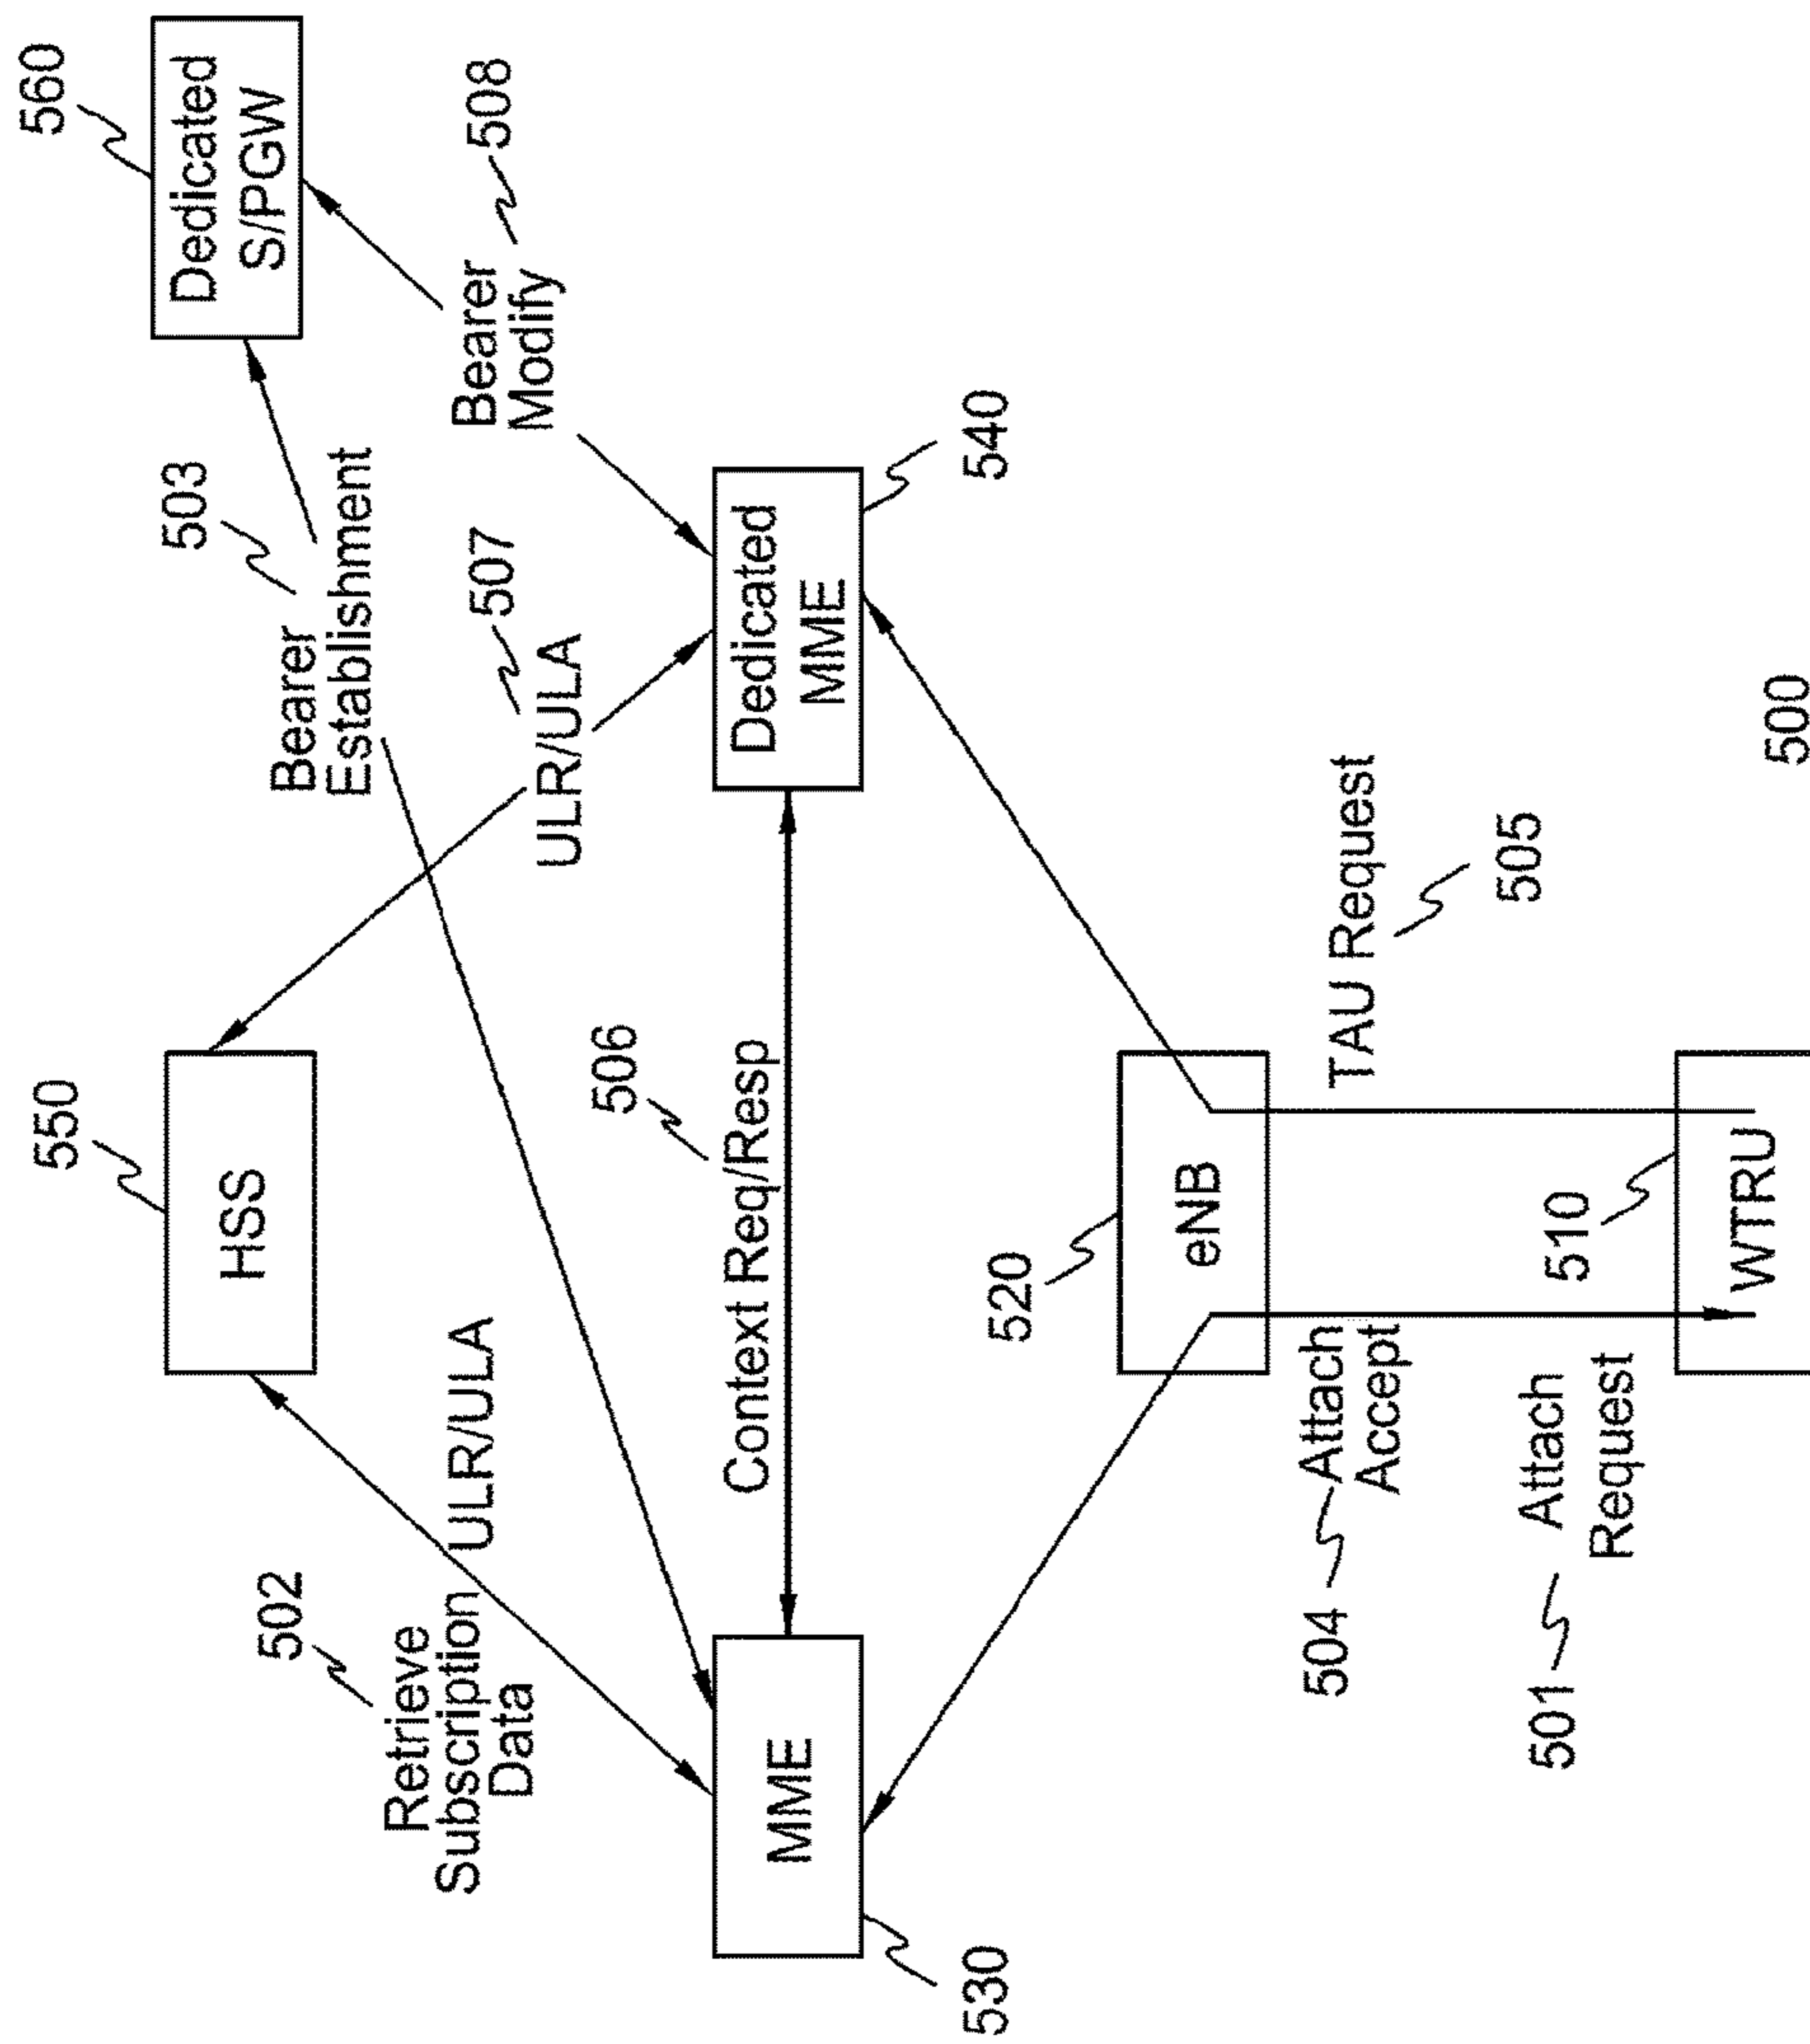 560
Dedicated
S/PGW
508
Bearer
Modify
503
Bearer
Establishment
507
ULR/ULA
550
HSS
502
Retrieve
Subscription ULR/ULA
Data
506
Context Req/Resp
Dedicated
MME
540
MME
530
520
eNB
TAU Request
505
504 Attach
Accept
501 Attach
Request
510
WTRU
500